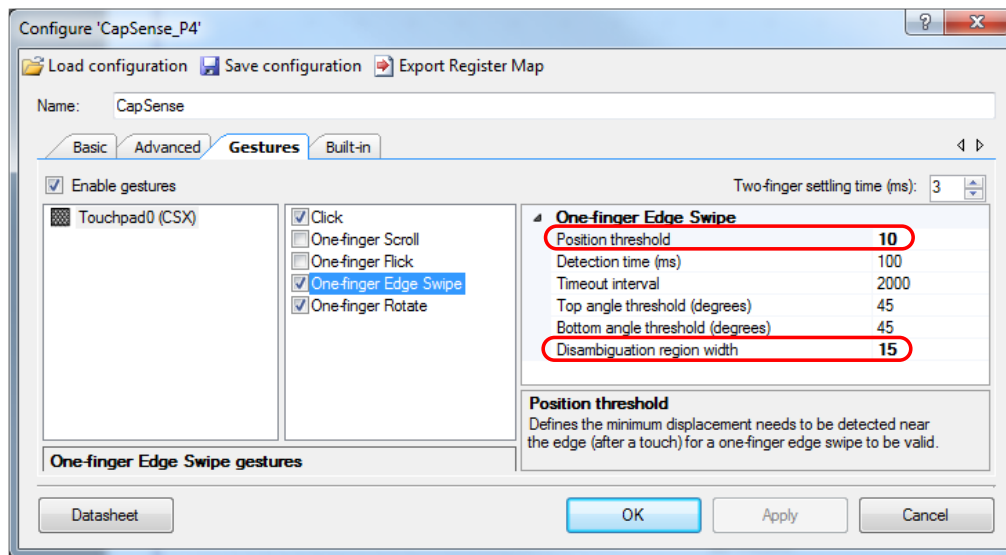 Configure 'CapSense_P4'
Load configuration Save configuration Export Register Map
Name: CapSense
Basic Advanced Gestures Built-in
Enable gestures Two-finger settling time (ms): 3
Touchpad0 (CSX)
Click
One-finger Scroll
One-finger Flick
One-finger Edge Swipe
One-finger Rotate
One-finger Edge Swipe
Position threshold 10
Detection time (ms) 100
Timeout interval 2000
Top angle threshold (degrees) 45
Bottom angle threshold (degrees) 45
Disambiguation region width 15
Position threshold
Defines the minimum displacement needs to be detected near
the edge (after a touch) for a one-finger edge swipe to be valid.
One-finger Edge Swipe gestures
Datasheet OK Apply Cancel